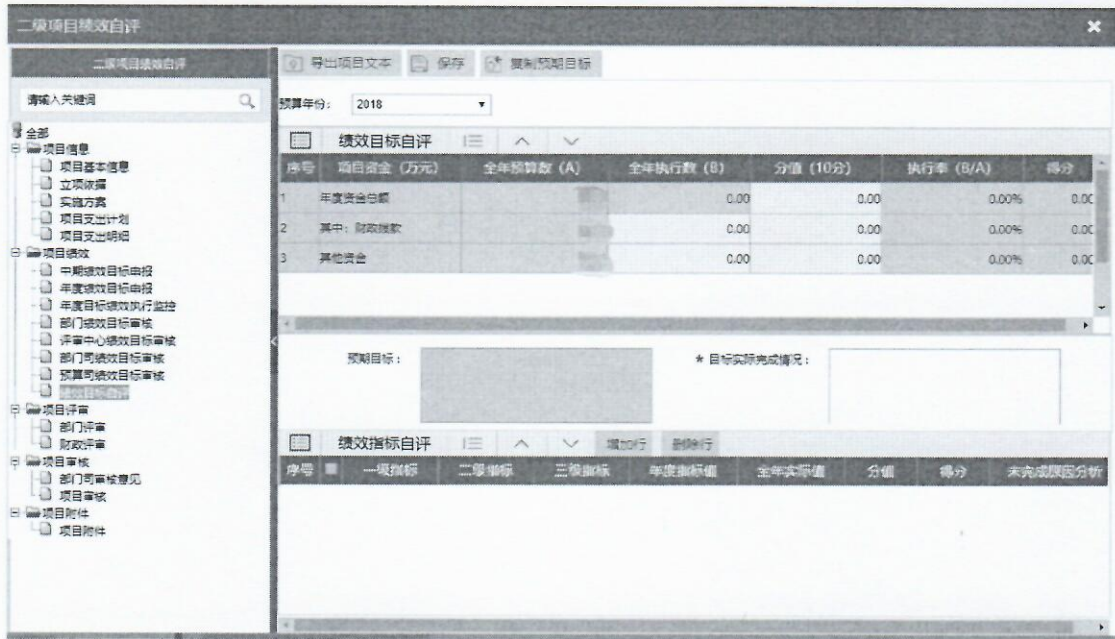 二级项目绩效自评
二级项目绩效自评
请输入关键词
全部
项目信息
项目基本信息
立项依据
实施方案
项目支出计划
项目支出明细
项目绩效
中期绩效目标申报
年度绩效目标申报
年度目标绩效执行监控
部门绩效目标审核
评审中心绩效目标审核
部门司绩效目标审核
预算司绩效目标审核
绩效目标自评
项目评审
部门评审
财政评审
项目审核
部门司审核意见
项目审核
项目附件
项目附件
导出项目文本 保存 复制预期目标
预算年份： 2018
绩效目标自评
序号 项目资金（万元） 全年预算数（A） 全年执行数（B） 分值（10分） 执行率（B/A） 得分
1 年度资金总额 0.00 0.00 0.00% 0.00
2 其中：财政拨款 0.00 0.00 0.00% 0.00
3 其他资金 0.00 0.00 0.00% 0.00
预期目标： * 目标实际完成情况：
绩效指标自评 增加行 删除行
序号 一级指标 二级指标 三级指标 年度指标值 全年实际值 分值 得分 未完成原因分析